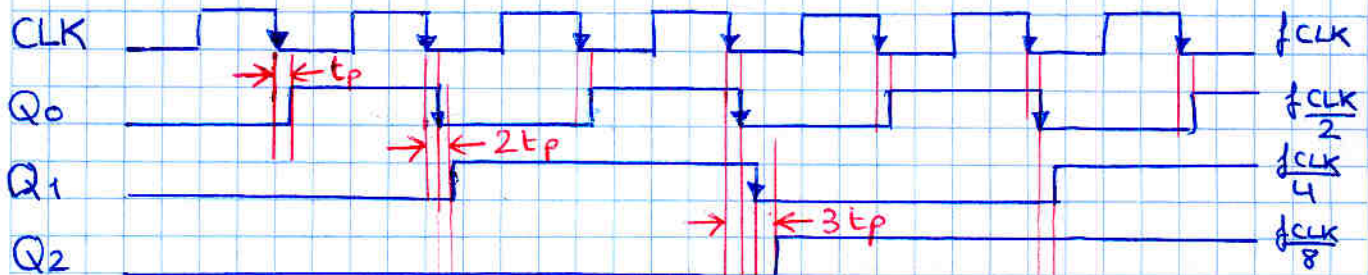 CLK fCLK
tp
Q0 fCLK/2
2tp
Q1 fCLK/4
3tp
Q2 fCLK/8